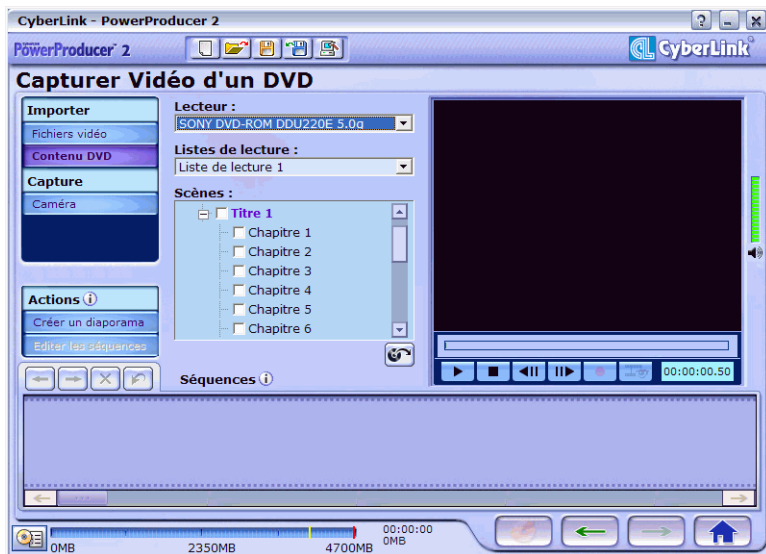 CyberLink - PowerProducer 2
PowerProducer 2
CyberLink
Capturer Vidéo d'un DVD
Importer
Fichiers vidéo
Contenu DVD
Capture
Caméra
Actions
Créer un diaporama
Editer les séquences
Lecteur :
SONY DVD-ROM DDU220E 5.0g
Listes de lecture :
Liste de lecture 1
Scènes :
Titre 1
Chapitre 1
Chapitre 2
Chapitre 3
Chapitre 4
Chapitre 5
Chapitre 6
00:00:00.50
Séquences
00:00:00
0MB
0MB
2350MB
4700MB